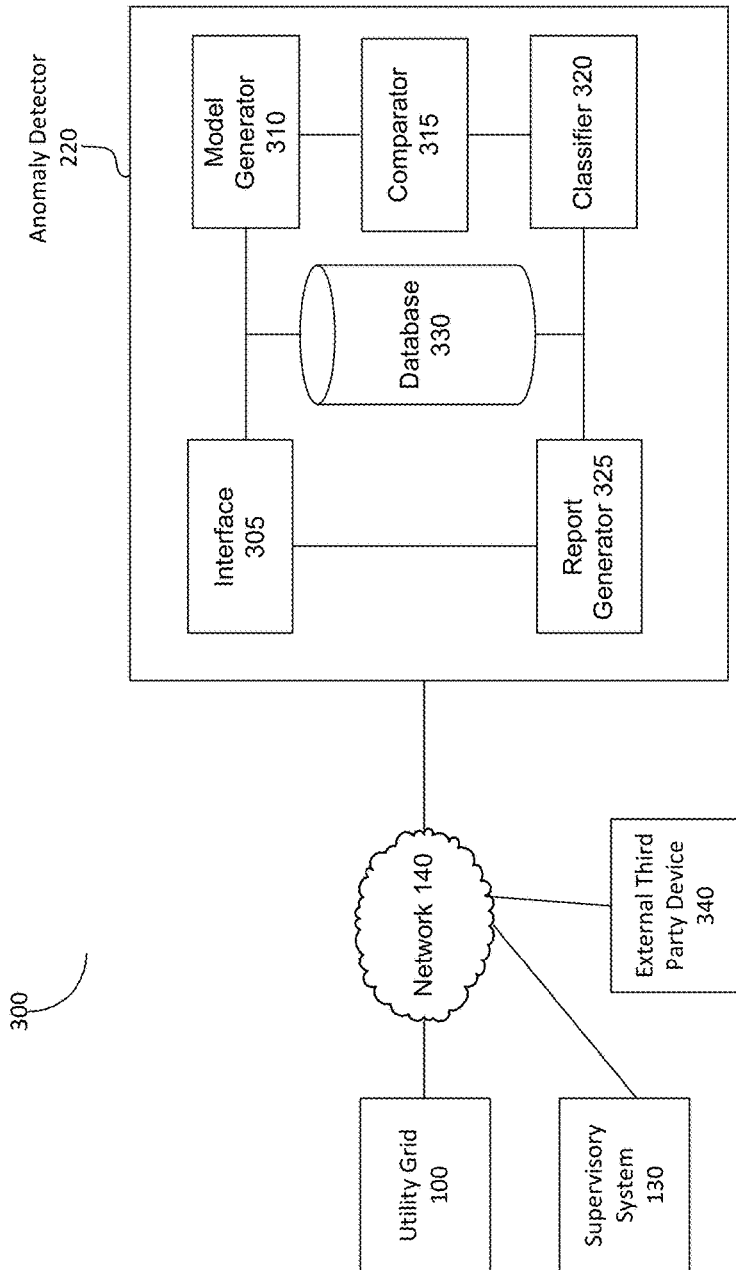 300
Utility Grid
100
Supervisory
System
130
Network 140
External Third
Party Device
340
Anomaly Detector
220
Interface
305
Model
Generator
310
Database
330
Comparator
315
Report
Generator 325
Classifier 320